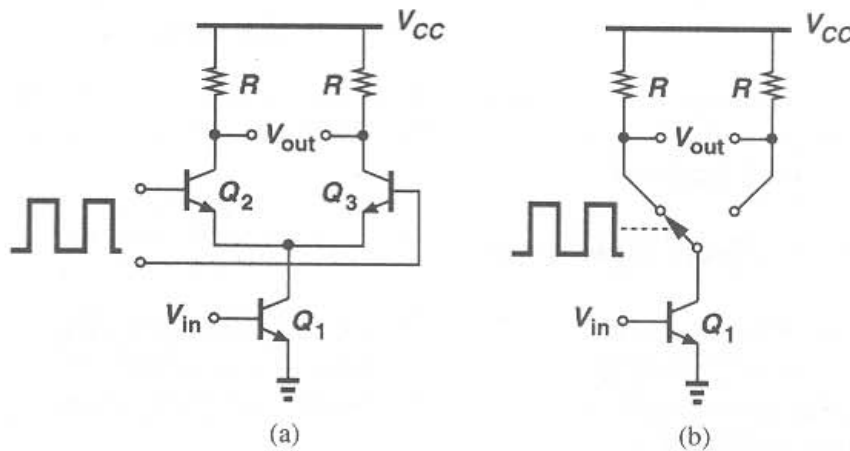 V_CC
R R
V_out
Q_2 Q_3
V_in Q_1
(a)
V_CC
R R
V_out
V_in Q_1
(b)